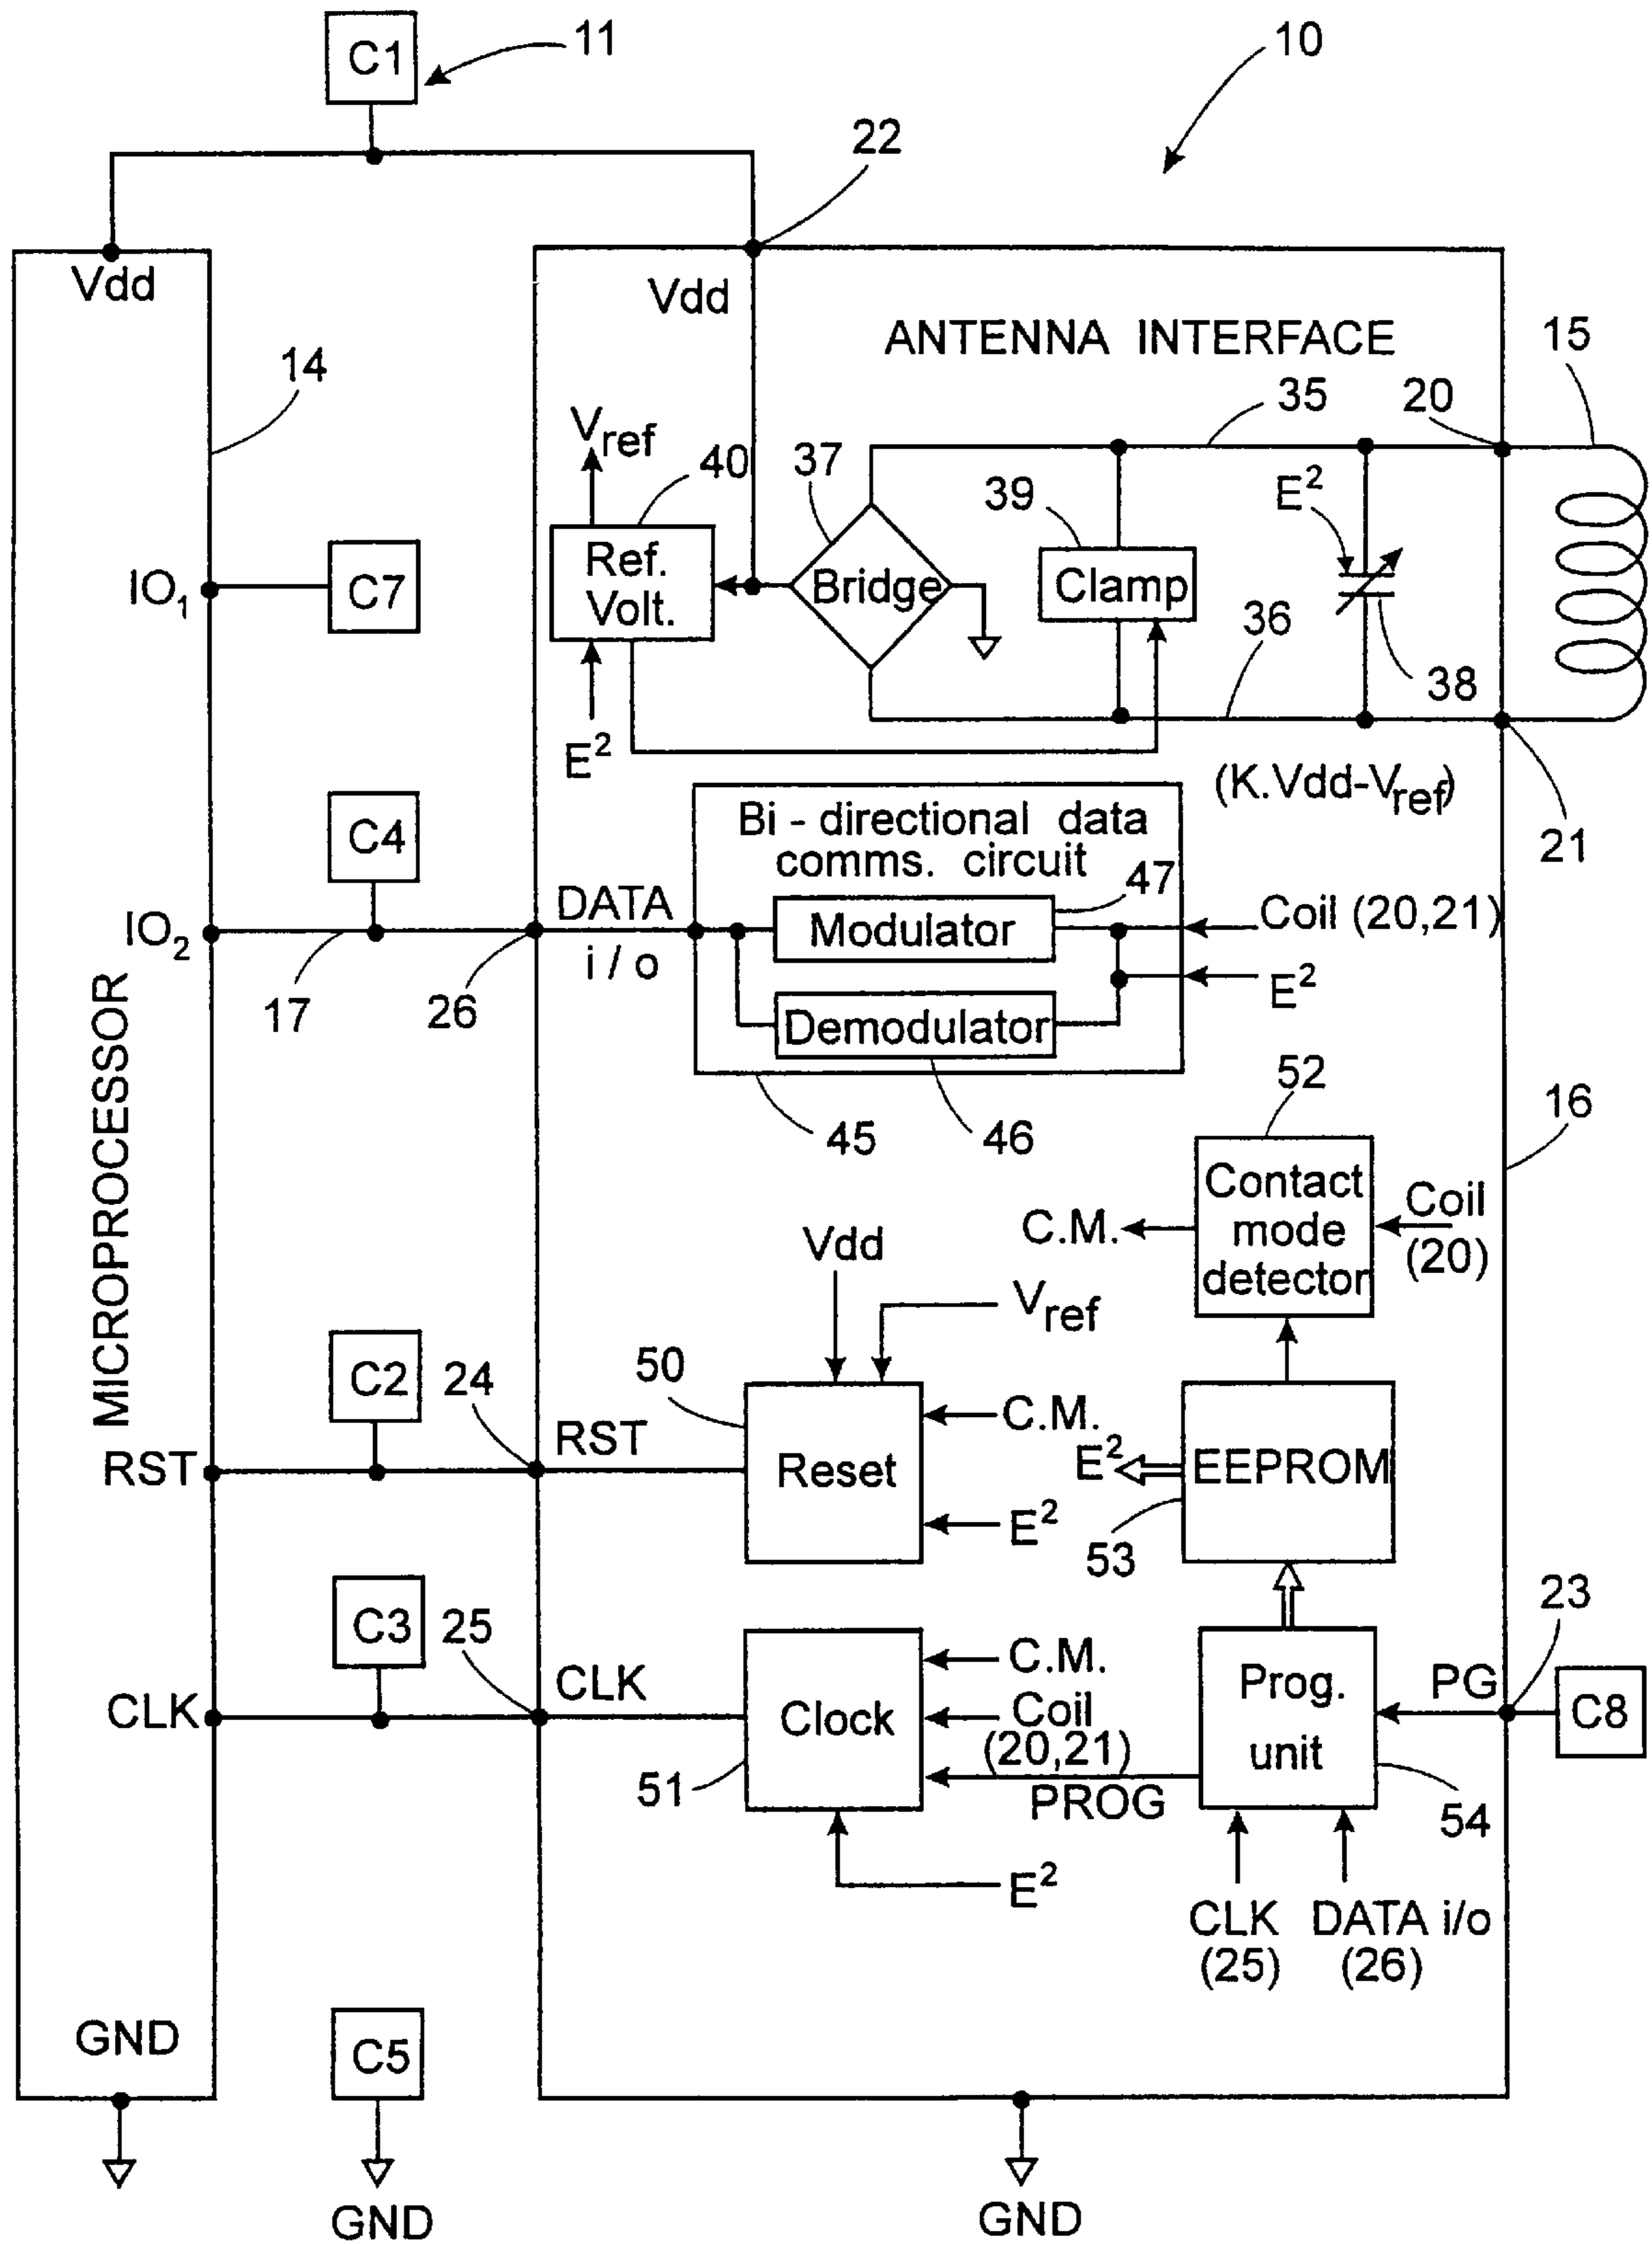 C1
11
10
22
Vdd
Vdd
ANTENNA INTERFACE
15
14
35
20
Vref
40
37
39
E²
Ref.
Volt.
Bridge
Clamp
IO₁
C7
36
38
E²
(K.Vdd-Vref)
21
C4
Bi - directional data
comms. circuit
47
IO₂
DATA
i / o
Modulator
Coil (20,21)
17
26
E²
Demodulator
MICROPROCESSOR
45
46
52
16
Contact
mode
detector
C.M.
Coil
(20)
Vdd
Vref
C2
24
50
C.M.
RST
RST
Reset
E²
EEPROM
E²
53
23
C3
25
C.M.
CLK
CLK
Clock
Coil
(20,21)
Prog.
unit
PG
C8
51
PROG
54
E²
CLK
(25)
DATA i/o
(26)
GND
C5
GND
GND